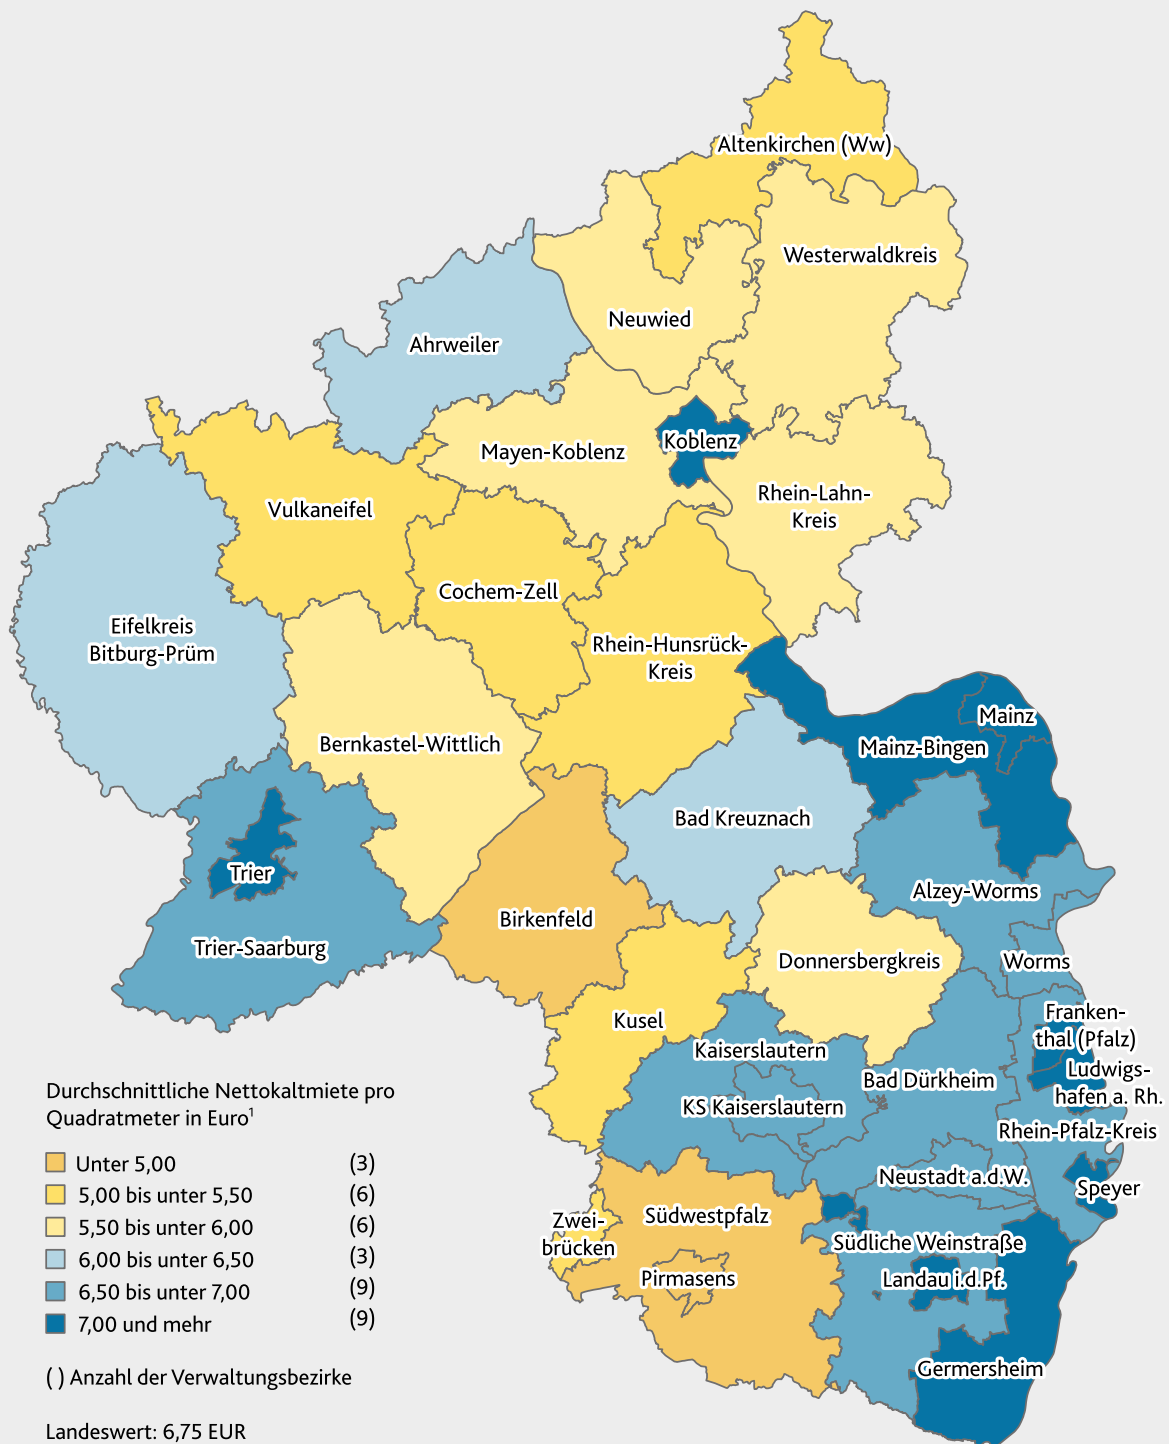 Altenkirchen (Ww)
Westerwaldkreis
Neuwied
Ahrweiler
Koblenz
Mayen-Koblenz
Rhein-Lahn-
Kreis
Vulkaneifel
Cochem-Zell
Eifelkreis
Bitburg-Prüm
Rhein-Hunsrück-
Kreis
Mainz
Mainz-Bingen
Bernkastel-Wittlich
Bad Kreuznach
Trier
Alzey-Worms
Birkenfeld
Trier-Saarburg
Donnersbergkreis
Worms
Kusel
Franken-
thal (Pfalz)
Kaiserslautern
Ludwigs-
hafen a. Rh.
Bad Dürkheim
KS Kaiserslautern
Rhein-Pfalz-Kreis
Neustadt a.d.W.
Speyer
Südwestpfalz
Zwei-
brücken
Südliche Weinstraße
Pirmasens
Landau i.d.Pf.
Germersheim
Durchschnittliche Nettokaltmiete pro
Quadratmeter in Euro¹
Unter 5,00 (3)
5,00 bis unter 5,50 (6)
5,50 bis unter 6,00 (6)
6,00 bis unter 6,50 (3)
6,50 bis unter 7,00 (9)
7,00 und mehr (9)
( ) Anzahl der Verwaltungsbezirke
Landeswert: 6,75 EUR